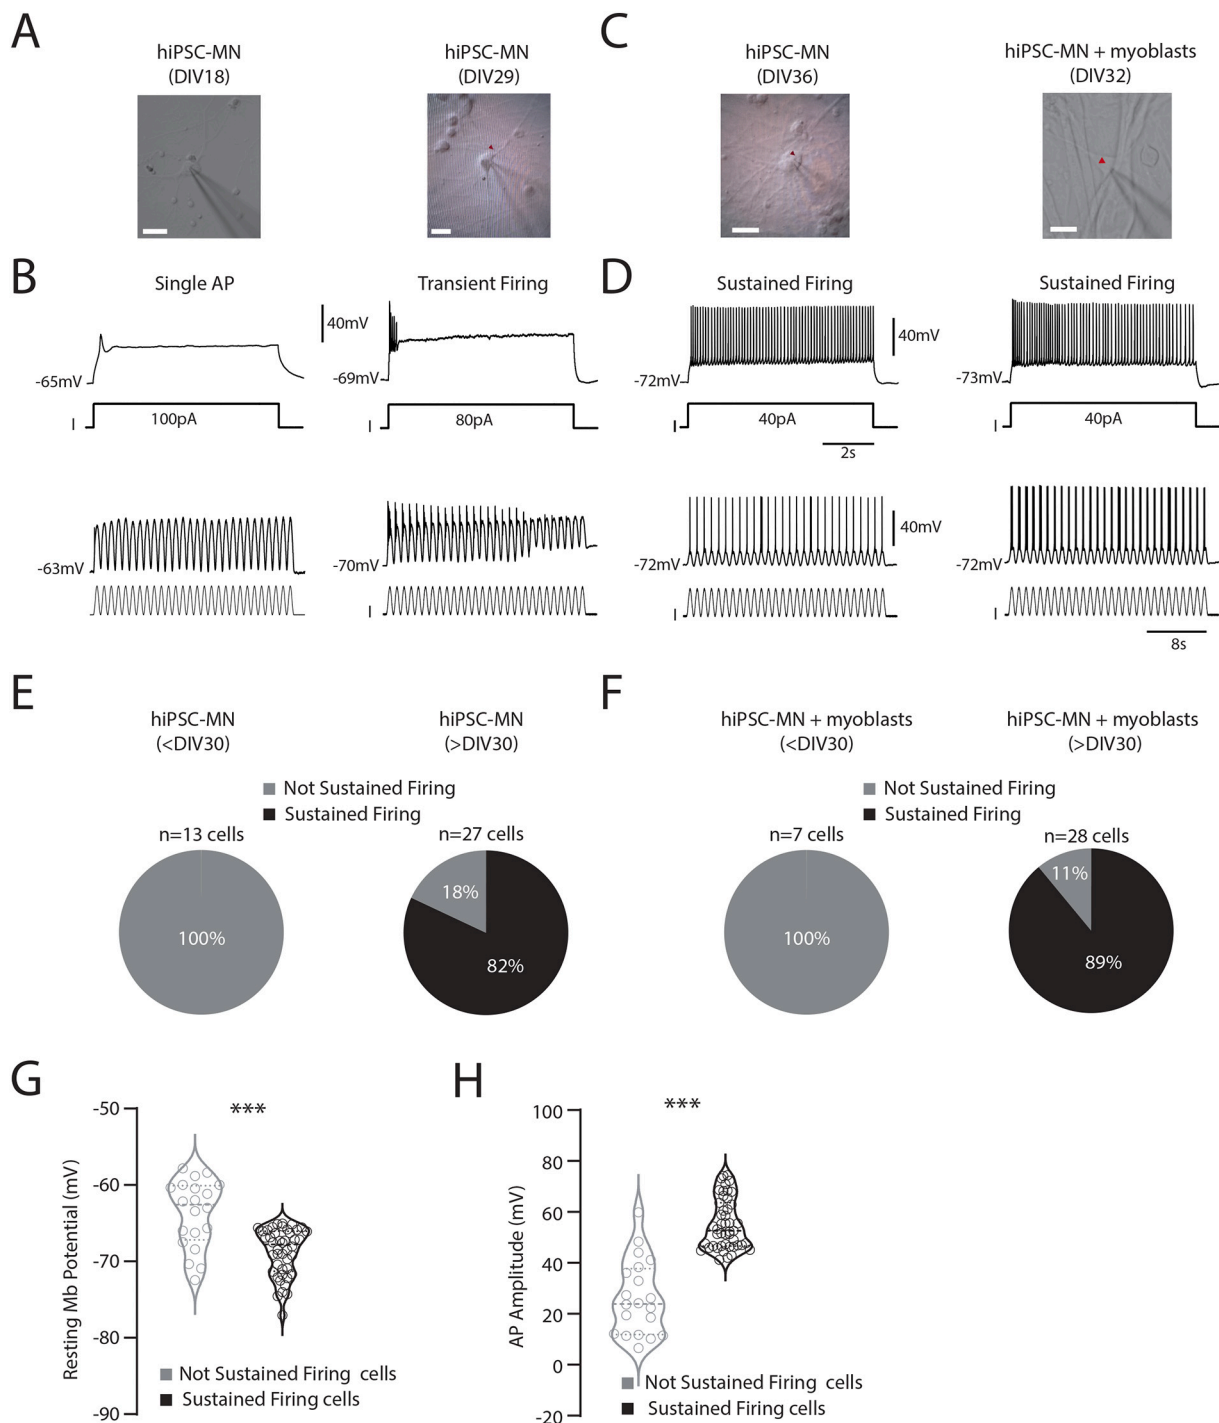 A
C
hiPSC-MN
(DIV18)
hiPSC-MN
(DIV29)
hiPSC-MN
(DIV36)
hiPSC-MN + myoblasts
(DIV32)
B
Single AP
Transient Firing
D
Sustained Firing
Sustained Firing
40mV
40mV
-65mV
-69mV
-72mV
-73mV
I
100pA
I
80pA
I
40pA
I
40pA
2s
40mV
-63mV
-70mV
-72mV
-72mV
I
I
I
8s
E
F
hiPSC-MN
(<DIV30)
hiPSC-MN
(>DIV30)
hiPSC-MN + myoblasts
(<DIV30)
hiPSC-MN + myoblasts
(>DIV30)
Not Sustained Firing
Sustained Firing
Not Sustained Firing
Sustained Firing
n=13 cells
n=27 cells
n=7 cells
n=28 cells
100%
18%
82%
100%
11%
89%
G
Resting Mb Potential (mV)
-50
-60
-70
-80
-90
***
Not Sustained Firing cells
Sustained Firing cells
H
AP Amplitude (mV)
100
80
60
40
20
0
-20
***
Not Sustained Firing cells
Sustained Firing cells